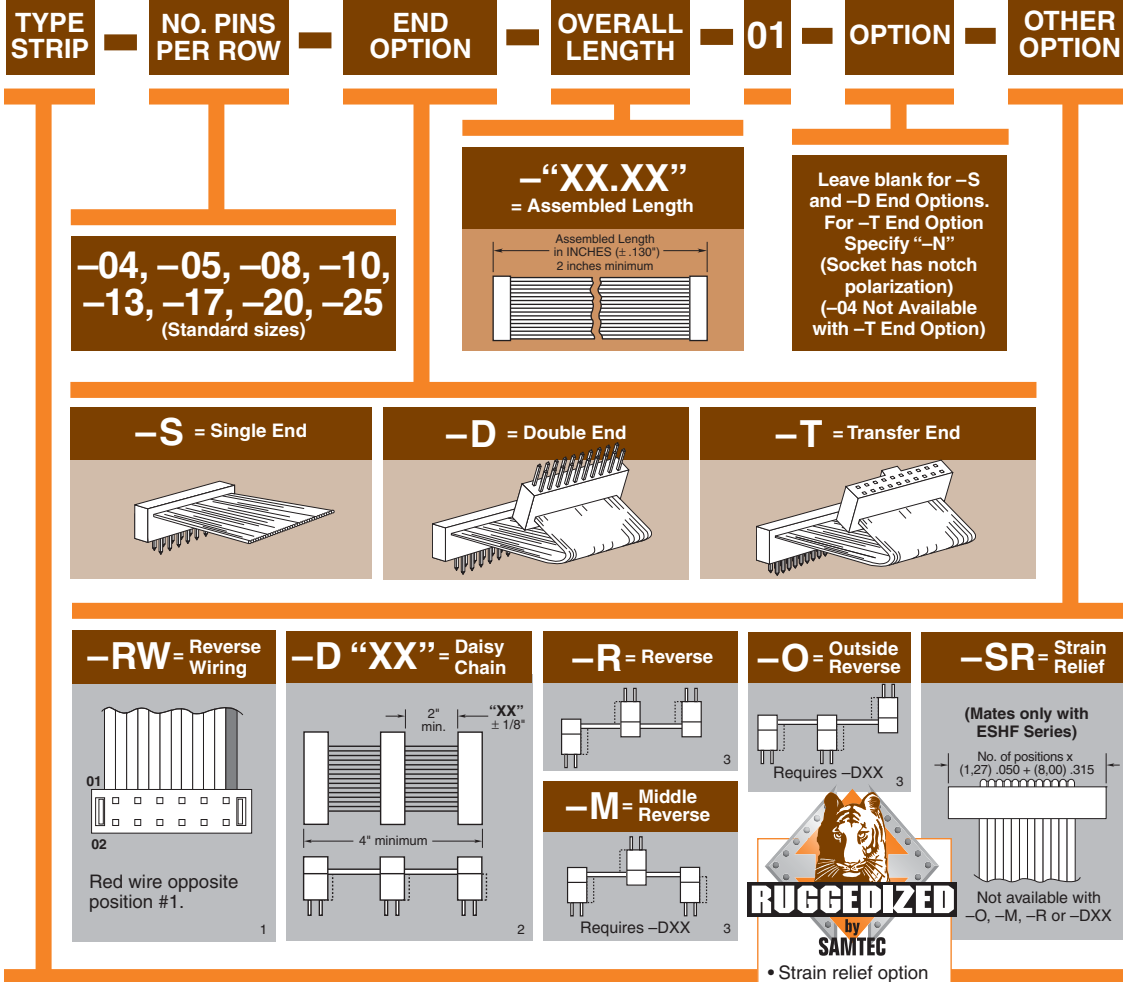 TYPE STRIP – NO. PINS PER ROW – END OPTION – OVERALL LENGTH – 01 – OPTION – OTHER OPTION
–“XX.XX”
= Assembled Length
Assembled Length
in INCHES (± .130")
2 inches minimum
Leave blank for –S
and –D End Options.
For –T End Option
Specify “–N”
(Socket has notch
polarization)
(–04 Not Available
with –T End Option)
–04, –05, –08, –10,
–13, –17, –20, –25
(Standard sizes)
–S = Single End
–D = Double End
–T = Transfer End
–RW = Reverse
Wiring
01
02
Red wire opposite
position #1.
1
–D “XX” = Daisy
Chain
2"
min.
“XX”
± 1/8"
4" minimum
2
–R = Reverse
3
–M = Middle
Reverse
Requires –DXX
3
–O = Outside
Reverse
Requires –DXX
3
–SR = Strain
Relief
(Mates only with
ESHF Series)
No. of positions x
(1,27) .050 + (8,00) .315
Not available with
–O, –M, –R or –DXX
RUGGEDIZED
by
SAMTEC
• Strain relief option